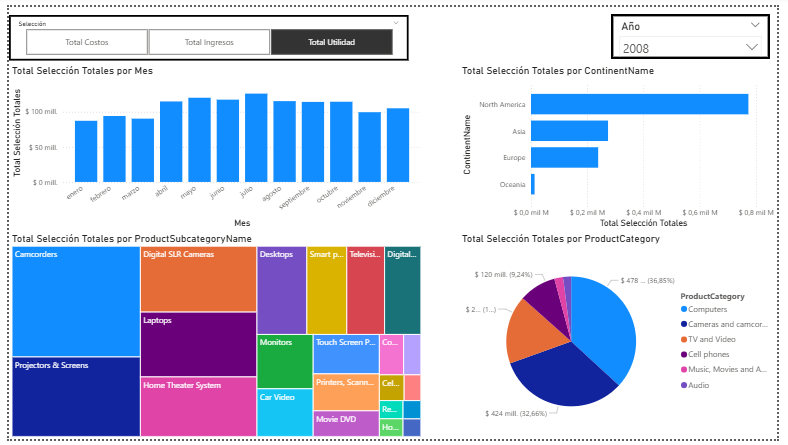 Selección
Total Costos
Total Ingresos
Total Utilidad
Año
2008
Total Selección Totales por Mes
Total Selección Totales
$ 100 mill.
$ 50 mill.
$ 0 mill.
enero
febrero
marzo
abril
mayo
junio
julio
agosto
septiembre
octubre
noviembre
diciembre
Mes
Total Selección Totales por ContinentName
ContinentName
North America
Asia
Europe
Oceania
$ 0,0 mil M
$ 0,2 mil M
$ 0,4 mil M
$ 0,6 mil M
$ 0,8 mil M
Total Selección Totales
Total Selección Totales por ProductSubcategoryName
Camcorders
Projectors & Screens
Digital SLR Cameras
Laptops
Home Theater System
Desktops
Smart p...
Televisi...
Digital...
Monitors
Car Video
Touch Screen P...
Printers, Scann...
Movie DVD
Co...
Cel...
Re...
Ho...
Total Selección Totales por ProductCategory
$ 120 mill. (9,24%)
$ 2... (1...)
$ 478 ... (36,85%)
$ 424 mill. (32,66%)
ProductCategory
Computers
Cameras and camcor...
TV and Video
Cell phones
Music, Movies and A...
Audio